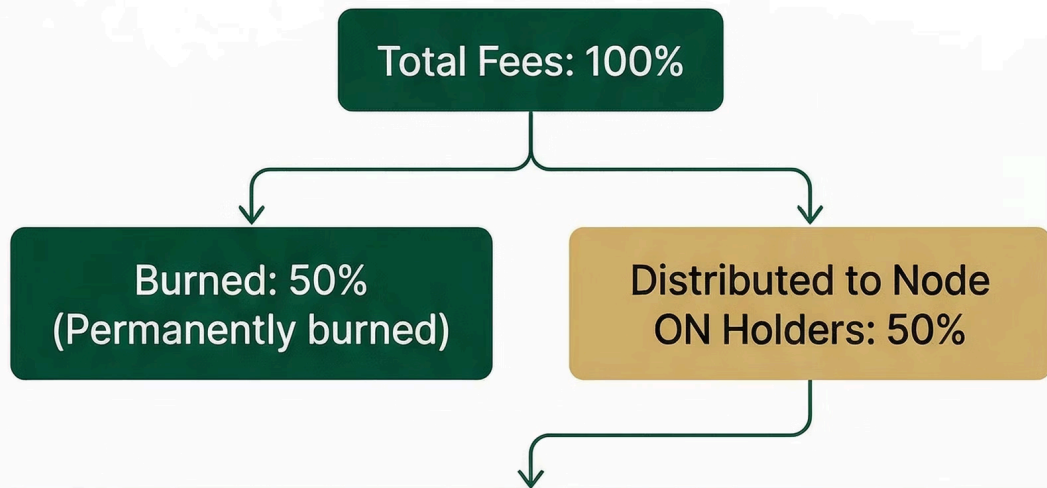 Total Fees: 100%
Burned: 50%
(Permanently burned)
Distributed to Node
ON Holders: 50%